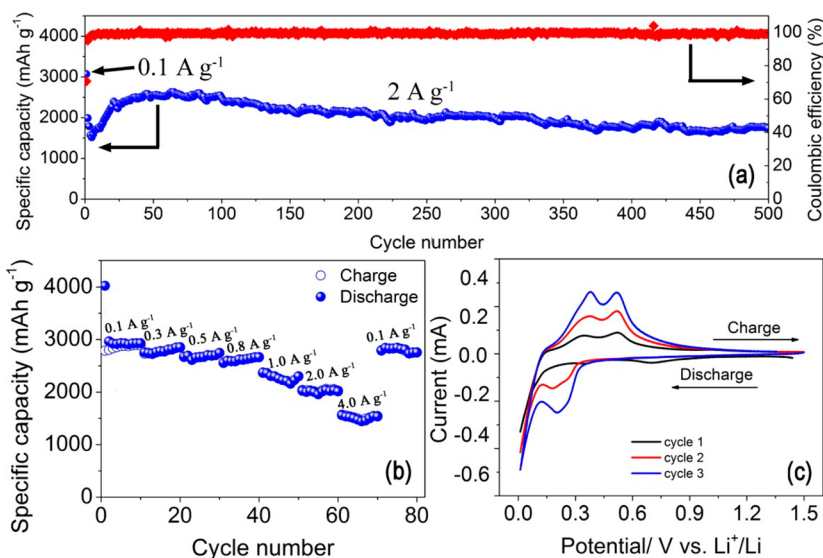 Specific capacity (mAh g⁻¹)
4000
3000
2000
1000
0
0.1 A g⁻¹
2 A g⁻¹
(a)
100
80
60
40
20
0
Coulombic efficiency (%)
0 50 100 150 200 250 300 350 400 450 500
Cycle number
Specific capacity (mAh g⁻¹)
4000
3000
2000
1000
0
Charge
Discharge
0.1 A g⁻¹
0.3 A g⁻¹
0.5 A g⁻¹
0.8 A g⁻¹
1.0 A g⁻¹
2.0 A g⁻¹
4.0 A g⁻¹
0.1 A g⁻¹
(b)
0 20 40 60 80
Cycle number
Current (mA)
0.4
0.2
0.0
-0.2
-0.4
-0.6
Charge
Discharge
cycle 1
cycle 2
cycle 3
(c)
0.0 0.3 0.6 0.9 1.2 1.5
Potential/ V vs. Li⁺/Li